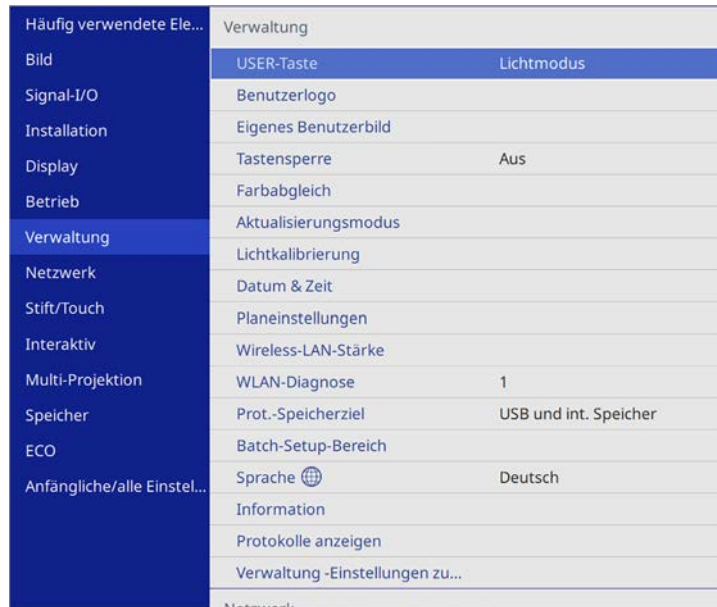 Häufig verwendete Ele...
Bild
Signal-I/O
Installation
Display
Betrieb
Verwaltung
Netzwerk
Stift/Touch
Interaktiv
Multi-Projektion
Speicher
ECO
Anfängliche/alle Einstel...
Verwaltung
USER-Taste Lichtmodus
Benutzerlogo
Eigenes Benutzerbild
Tastensperre Aus
Farbabgleich
Aktualisierungsmodus
Lichtkalibrierung
Datum & Zeit
Planeinstellungen
Wireless-LAN-Stärke
WLAN-Diagnose 1
Prot.-Speicherziel USB und int. Speicher
Batch-Setup-Bereich
Sprache Deutsch
Information
Protokolle anzeigen
Verwaltung -Einstellungen zu...
Netzwerk